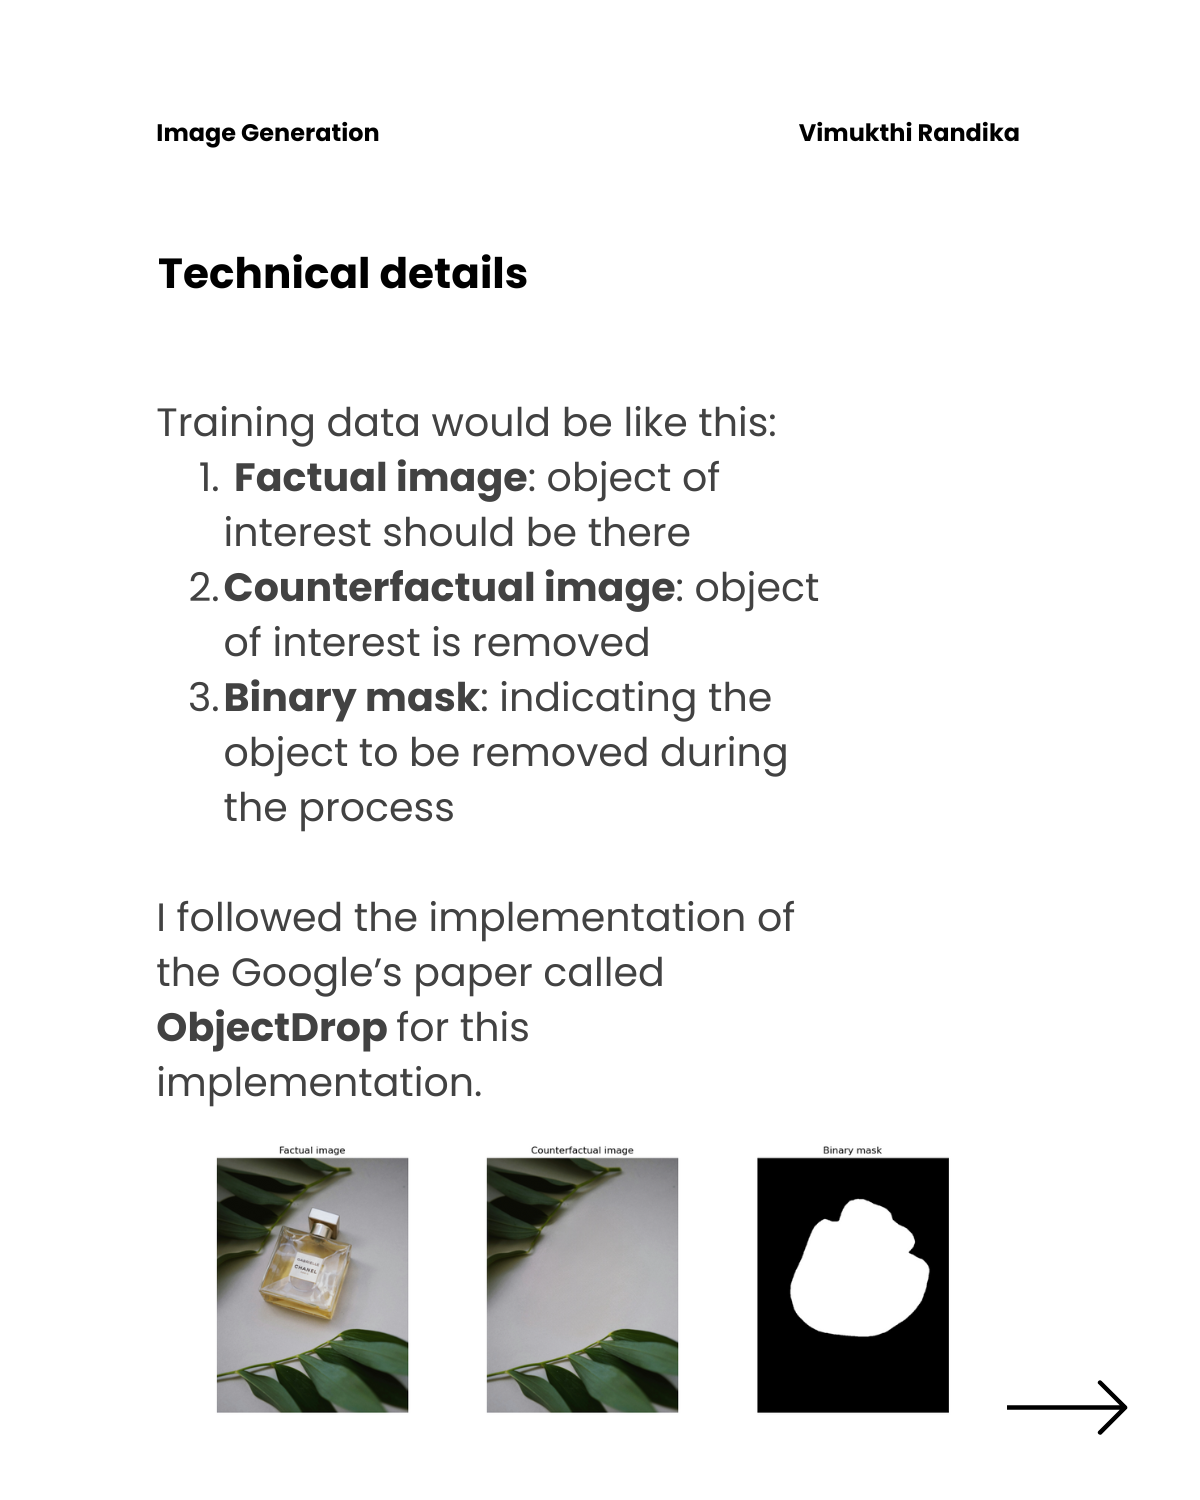 Image Generation
Vimukthi Randika
Technical details
Training data would be like this:
1. Factual image: object of
interest should be there
2. Counterfactual image: object
of interest is removed
3. Binary mask: indicating the
object to be removed during
the process
I followed the implementation of
the Google’s paper called
ObjectDrop for this
implementation.
Factual image
Counterfactual image
Binary mask
CHANEL